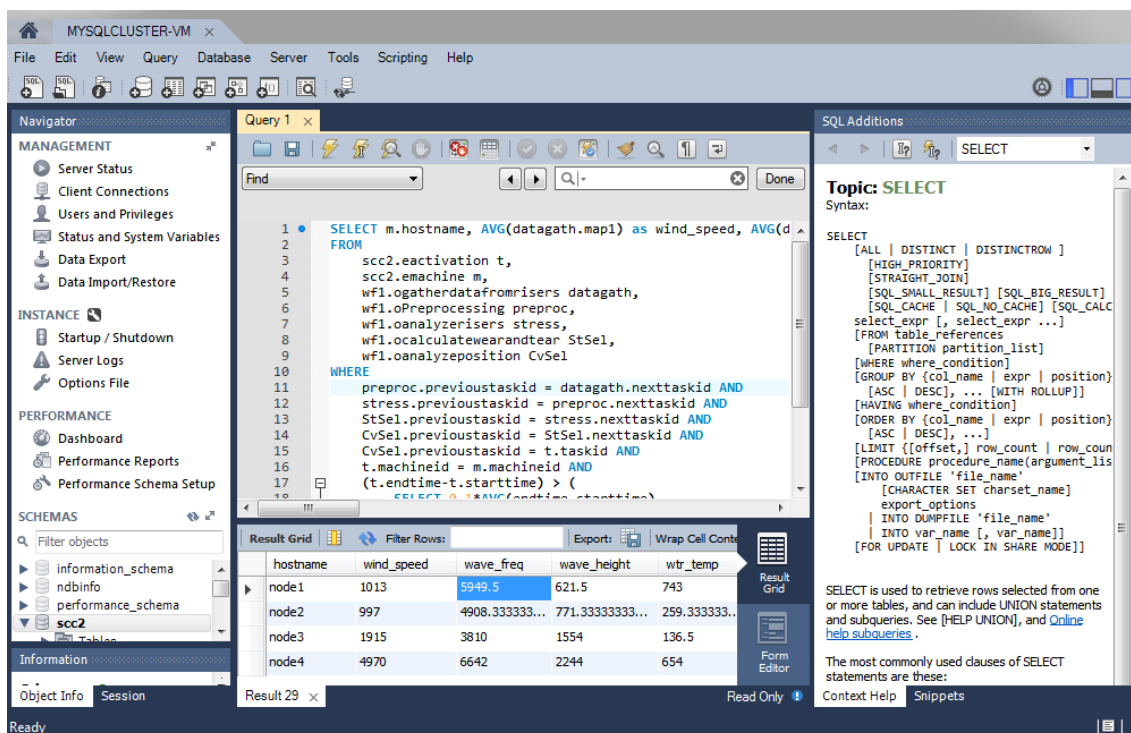 MYSQLCLUSTER-VM ×
File Edit View Query Database Server Tools Scripting Help
Navigator
MANAGEMENT
Server Status
Client Connections
Users and Privileges
Status and System Variables
Data Export
Data Import/Restore
INSTANCE
Startup / Shutdown
Server Logs
Options File
PERFORMANCE
Dashboard
Performance Reports
Performance Schema Setup
SCHEMAS
Filter objects
information_schema
ndbinfo
performance_schema
scc2
Tables
Information
Object Info Session
Query 1 ×
Find Done
1 SELECT m.hostname, AVG(datagath.map1) as wind_speed, AVG(d
2 FROM
3 scc2.eactivation t,
4 scc2.emachine m,
5 wf1.ogatherdatafromrisers datagath,
6 wf1.oPreprocessing preproc,
7 wf1.oanalyzerisers stress,
8 wf1.ocalculatewearandtear StSel,
9 wf1.oanalyzeposition CvSel
10 WHERE
11 preproc.previoustaskid = datagath.nexttaskid AND
12 stress.previoustaskid = preproc.nexttaskid AND
13 StSel.previoustaskid = stress.nexttaskid AND
14 CvSel.previoustaskid = StSel.nexttaskid AND
15 CvSel.previoustaskid = t.taskid AND
16 t.machineid = m.machineid AND
17 (t.endtime-t.starttime) > (
18 SELECT 0.1*AVG(endtime-starttime)
Result Grid Filter Rows: Export: Wrap Cell Conte
hostname wind_speed wave_freq wave_height wtr_temp
node1 1013 5949.5 621.5 743
node2 997 4908.333333... 771.33333333... 259.333333..
node3 1915 3810 1554 136.5
node4 4970 6642 2244 654
Result
Grid
Form
Editor
Result 29 × Read Only
SQL Additions
SELECT
Topic: SELECT
Syntax:
SELECT
[ALL | DISTINCT | DISTINCTROW ]
[HIGH_PRIORITY]
[STRAIGHT_JOIN]
[SQL_SMALL_RESULT] [SQL_BIG_RESULT]
[SQL_CACHE | SQL_NO_CACHE] [SQL_CALC
select_expr [, select_expr ...]
[FROM table_references
[PARTITION partition_list]
[WHERE where_condition]
[GROUP BY {col_name | expr | position}
[ASC | DESC], ... [WITH ROLLUP]]
[HAVING where_condition]
[ORDER BY {col_name | expr | position}
[ASC | DESC], ...]
[LIMIT {[offset,] row_count | row_coun
[PROCEDURE procedure_name(argument_lis
[INTO OUTFILE 'file_name'
[CHARACTER SET charset_name]
export_options
| INTO DUMPFILE 'file_name'
| INTO var_name [, var_name]]
[FOR UPDATE | LOCK IN SHARE MODE]]
SELECT is used to retrieve rows selected from one
or more tables, and can include UNION statements
and subqueries. See [HELP UNION], and Online
help subqueries .
The most commonly used clauses of SELECT
statements are these:
Context Help Snippets
Ready